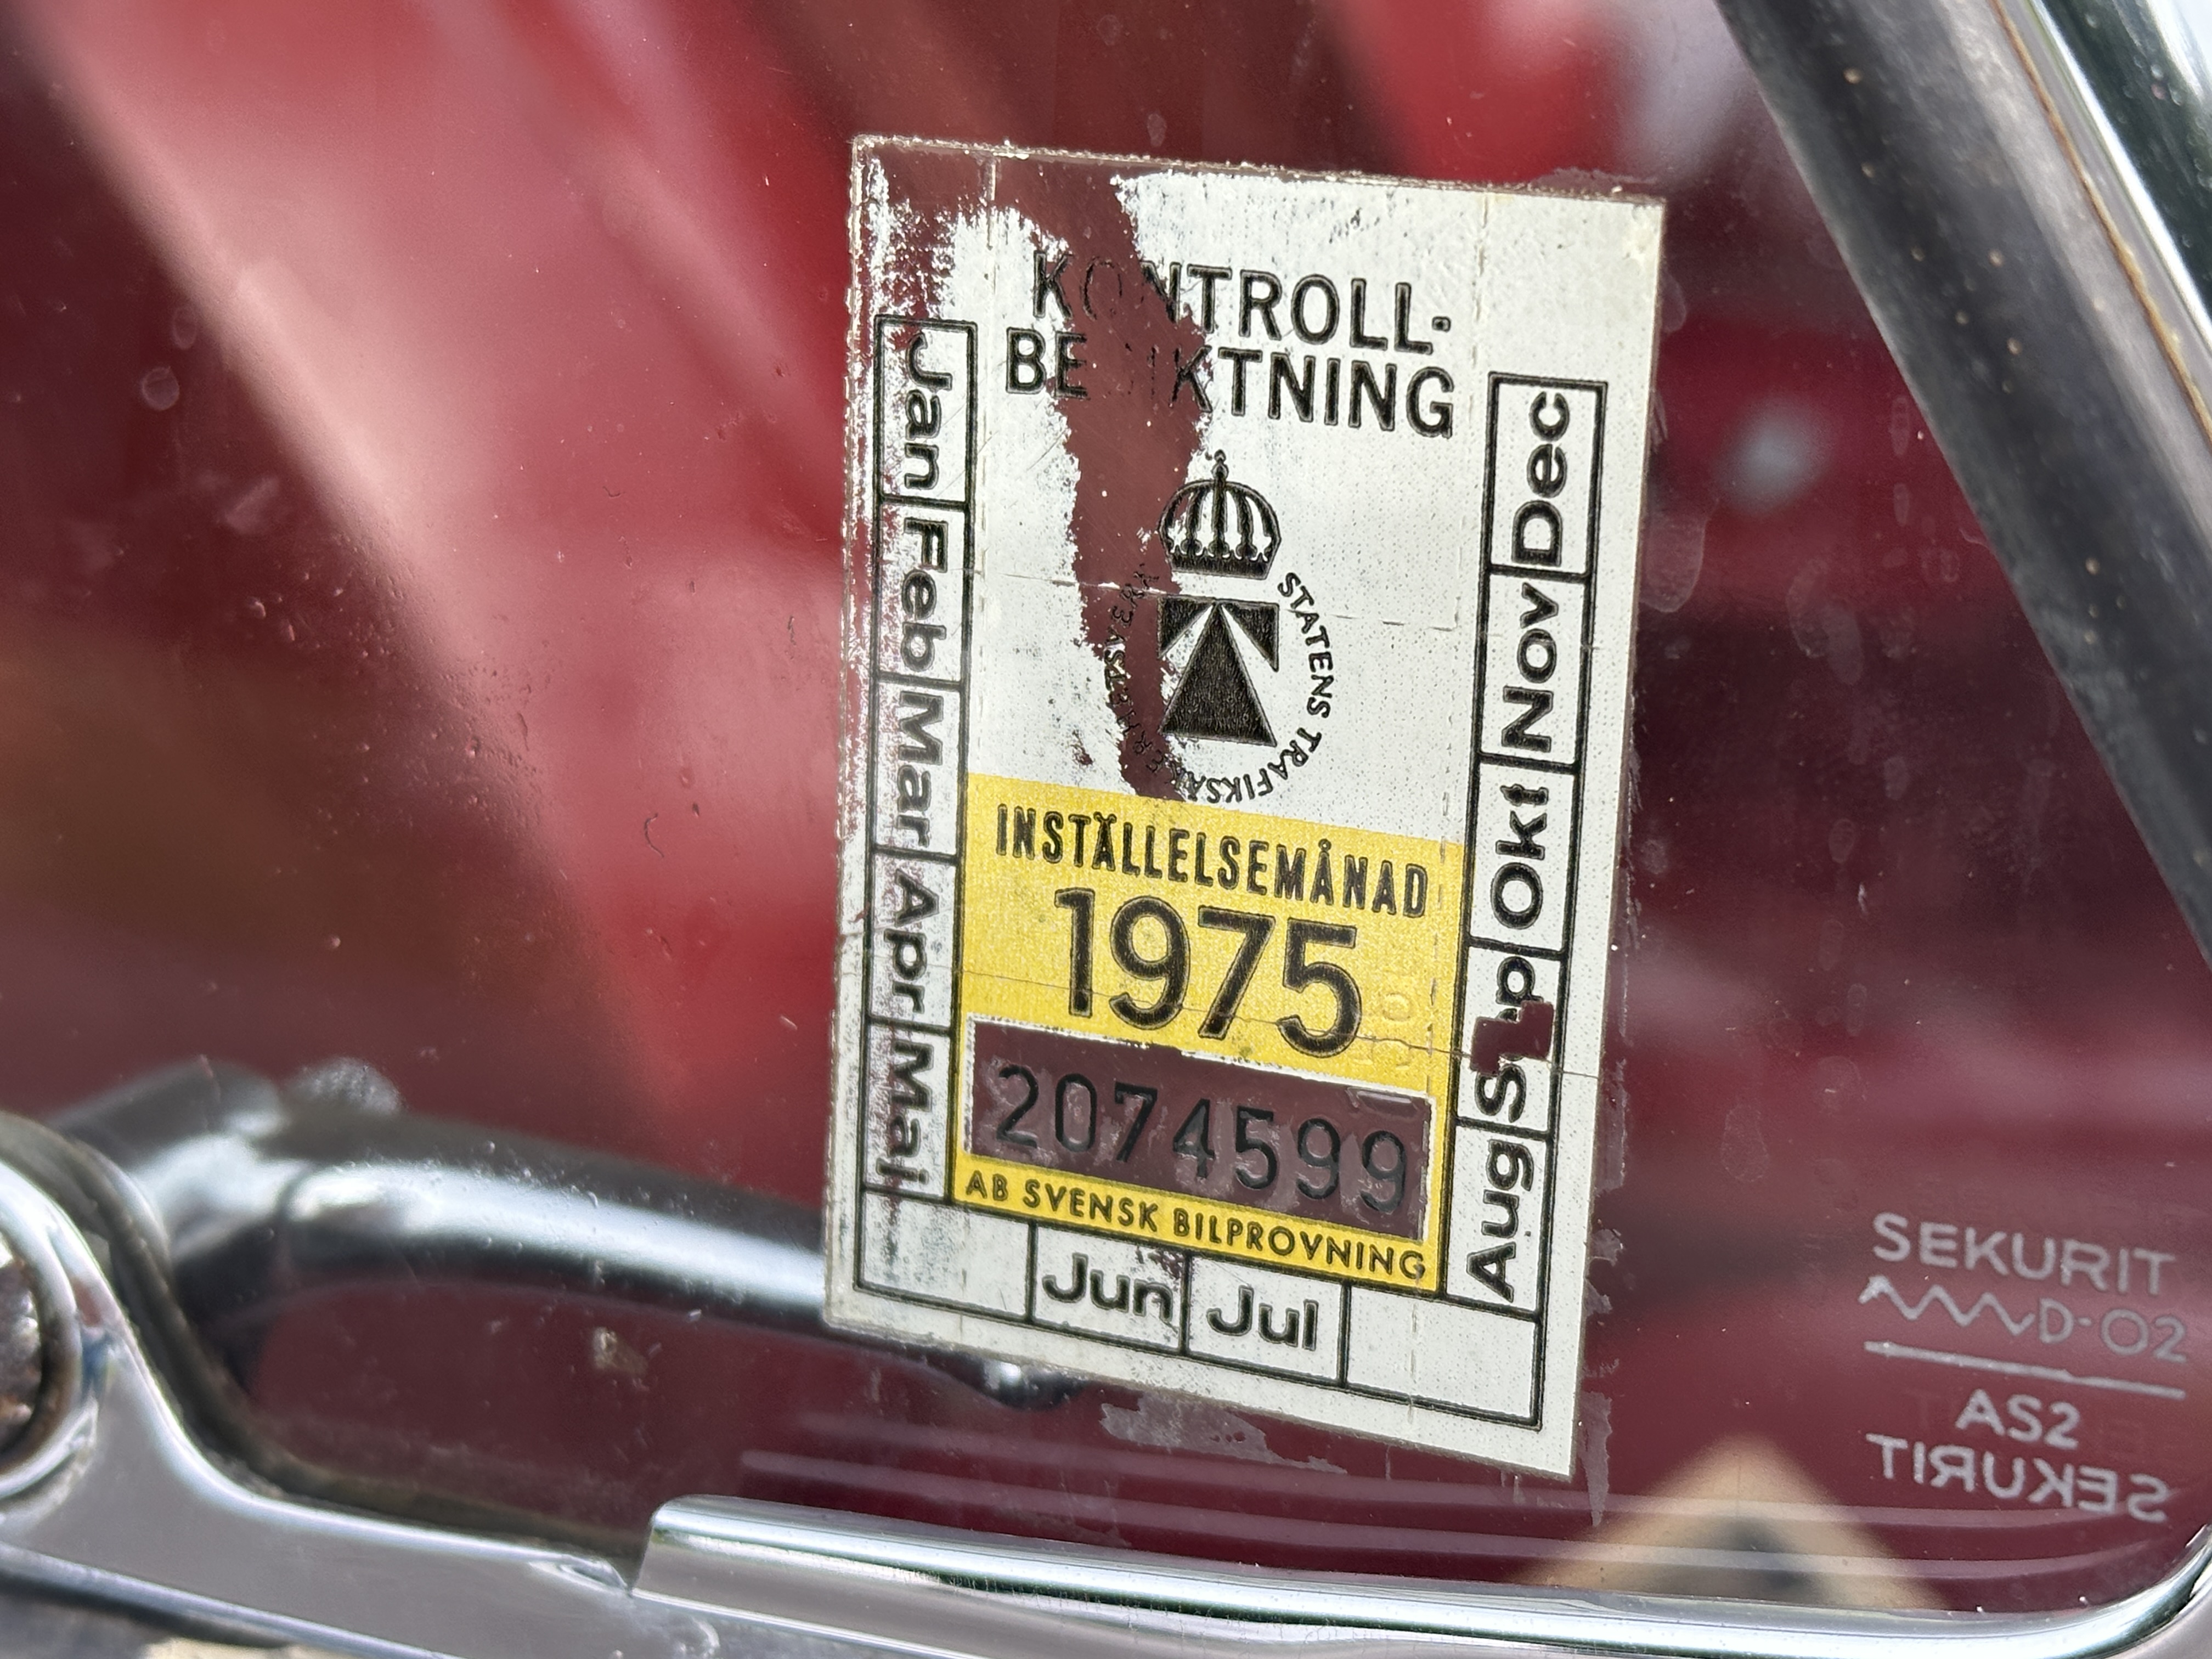 KONTROLL-
BESIKTNING
STATENS TRAFIKSÄKERHETSVERK
Jan Feb Mar Apr Maj
Jun Jul
Aug Sep Okt Nov Dec
INSTÄLLELSEMÅNAD
1975
2074599
AB SVENSK BILPROVNING
SEKURIT
D·02
AS2
SEKURIT